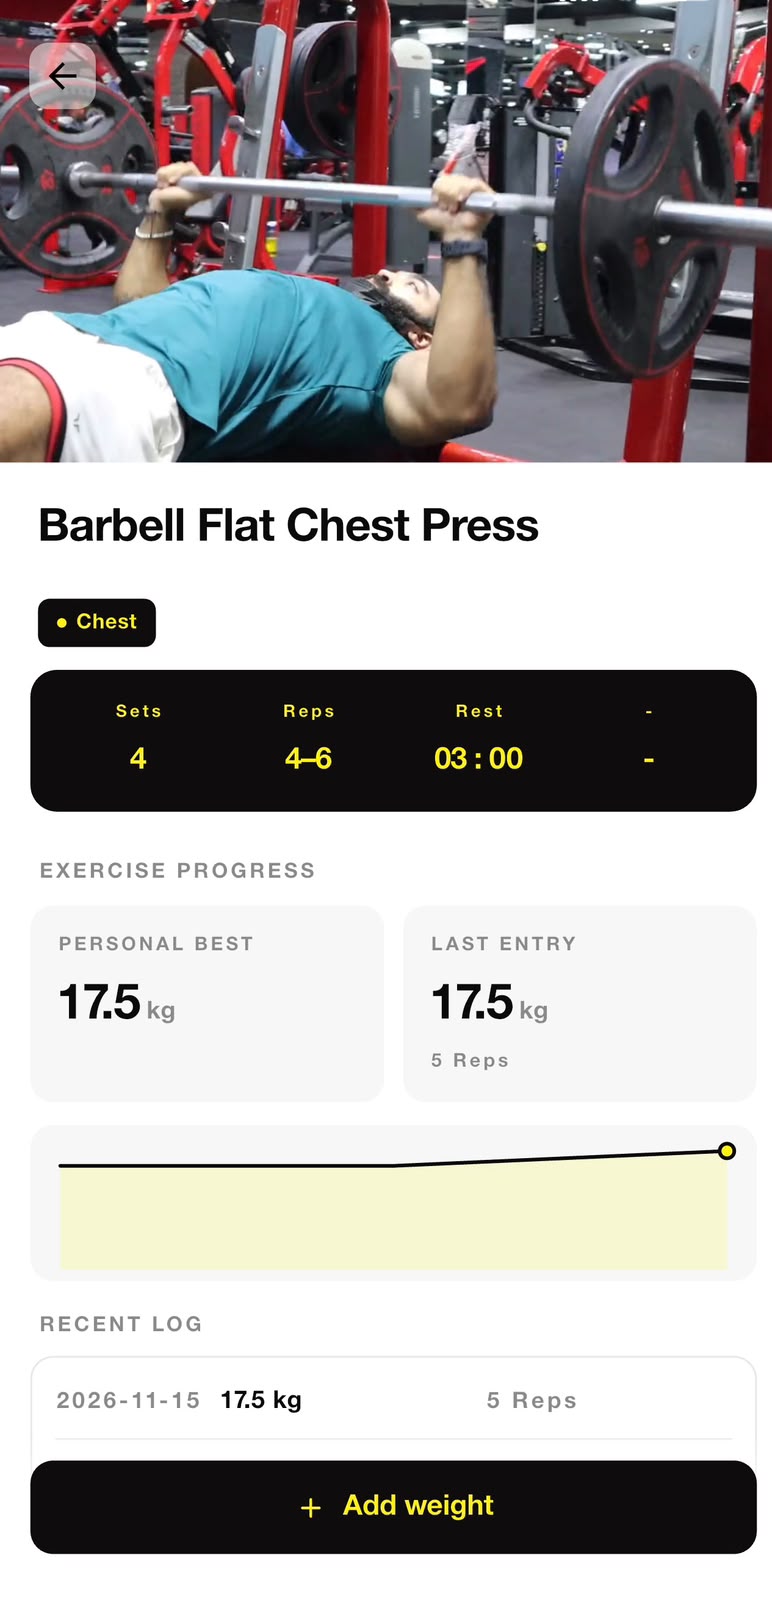 Barbell Flat Chest Press
• Chest
Sets Reps Rest -
4 4–6 03 : 00 -
EXERCISE PROGRESS
PERSONAL BEST LAST ENTRY
17.5 kg 17.5 kg
5 Reps
RECENT LOG
2026-11-15 17.5 kg 5 Reps
+ Add weight